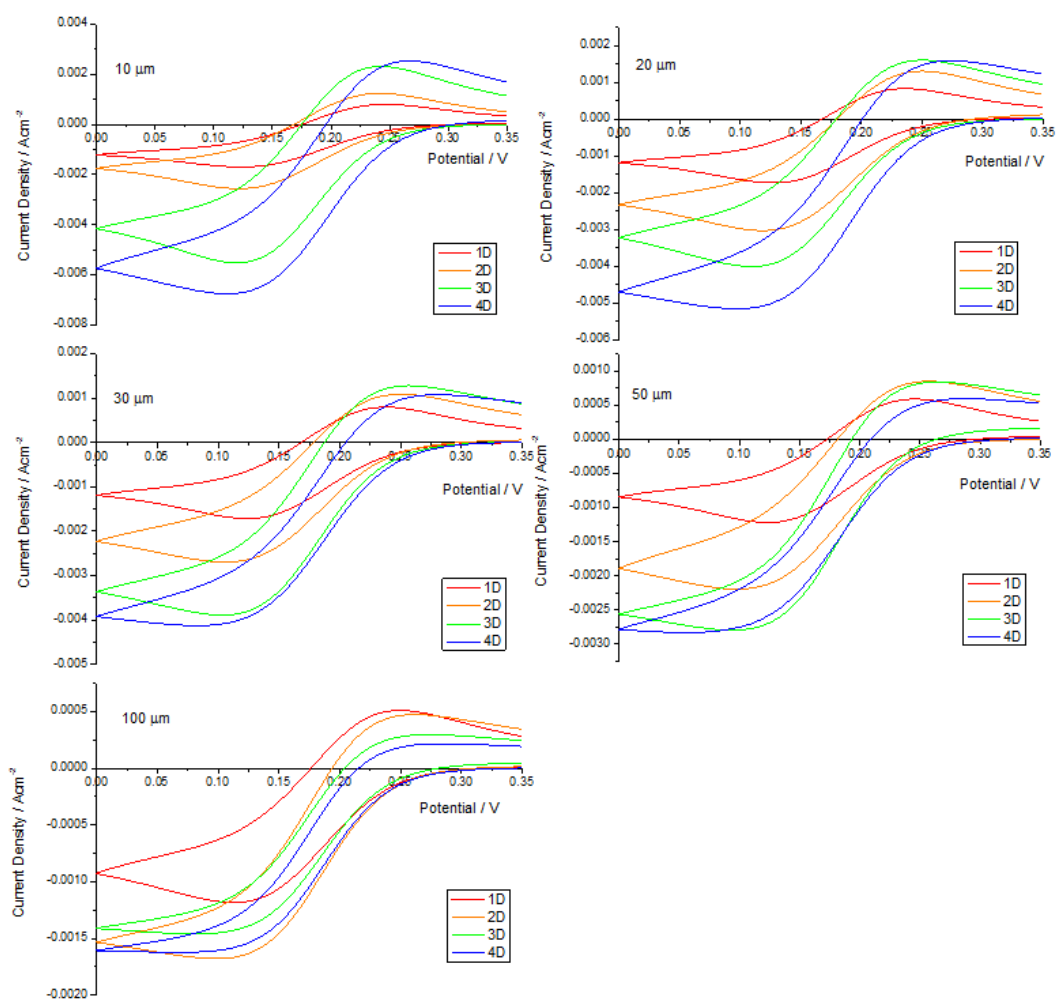 10 µm
0.004
0.002
0.000
-0.002
-0.004
-0.006
-0.008
0.00
0.05
0.10
0.15
0.20
0.25
0.30
0.35
Potential / V
Current Density / Acm⁻²
1D
2D
3D
4D
20 µm
0.002
0.001
0.000
-0.001
-0.002
-0.003
-0.004
-0.005
-0.006
0.00
0.05
0.10
0.15
0.20
0.25
0.30
0.35
Potential / V
Current Density / Acm⁻²
1D
2D
3D
4D
30 µm
0.002
0.001
0.000
-0.001
-0.002
-0.003
-0.004
-0.005
0.00
0.05
0.10
0.15
0.20
0.25
0.30
0.35
Potential / V
Current Density / Acm⁻²
1D
2D
3D
4D
50 µm
0.0010
0.0005
0.0000
-0.0005
-0.0010
-0.0015
-0.0020
-0.0025
-0.0030
0.00
0.05
0.10
0.15
0.20
0.25
0.30
0.35
Potential / V
Current Density / Acm⁻²
1D
2D
3D
4D
100 µm
0.0005
0.0000
-0.0005
-0.0010
-0.0015
-0.0020
0.00
0.05
0.10
0.15
0.20
0.25
0.30
0.35
Potential / V
Current Density / Acm⁻²
1D
2D
3D
4D